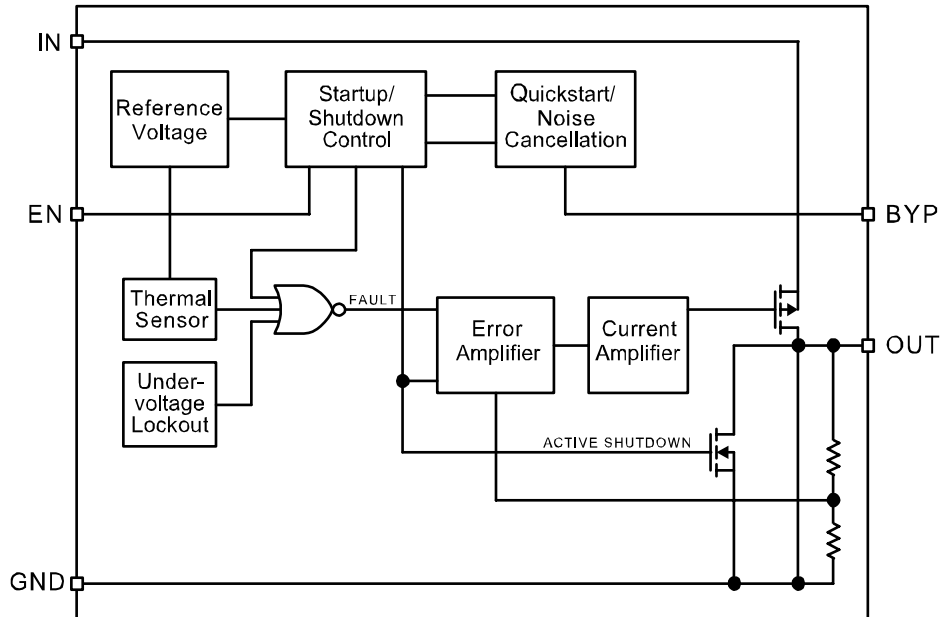 IN
Reference
Voltage
Startup/
Shutdown
Control
Quickstart/
Noise
Cancellation
EN
BYP
Thermal
Sensor
FAULT
Error
Amplifier
Current
Amplifier
OUT
Under-
voltage
Lockout
ACTIVE SHUTDOWN
GND